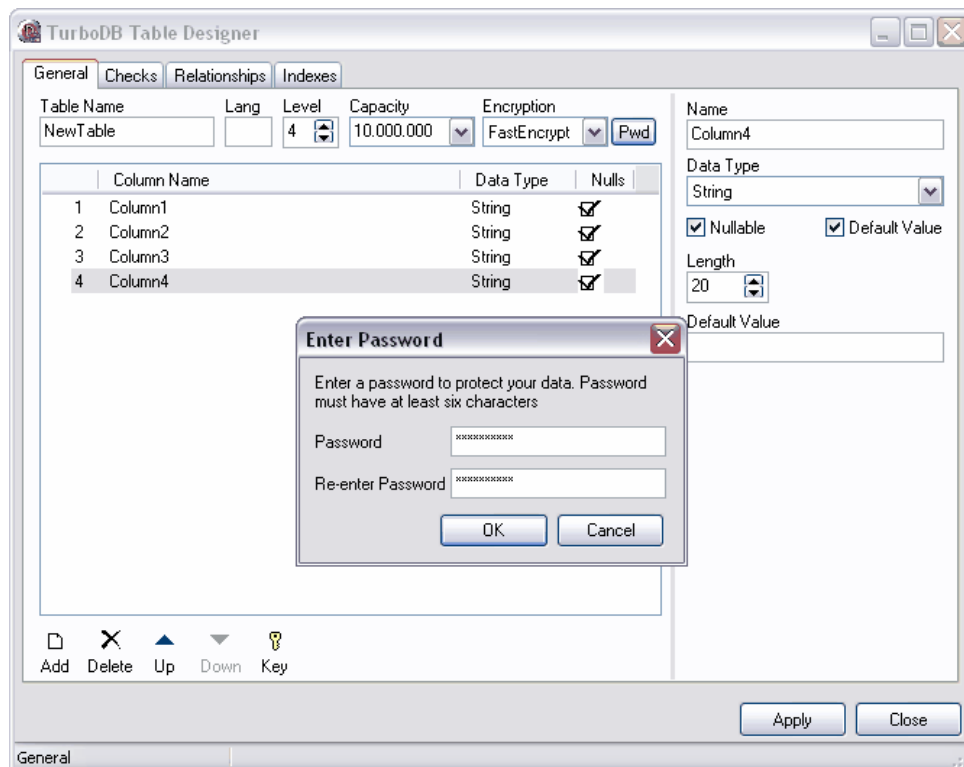 TurboDB Table Designer
General Checks Relationships Indexes
Table Name Lang Level Capacity Encryption
NewTable 4 10.000.000 FastEncrypt Pwd
Column Name Data Type Nulls
1 Column1 String
2 Column2 String
3 Column3 String
4 Column4 String
Name
Column4
Data Type
String
Nullable Default Value
Length
20
Default Value
Enter Password
Enter a password to protect your data. Password
must have at least six characters
Password **********
Re-enter Password **********
OK Cancel
Add Delete Up Down Key
Apply Close
General